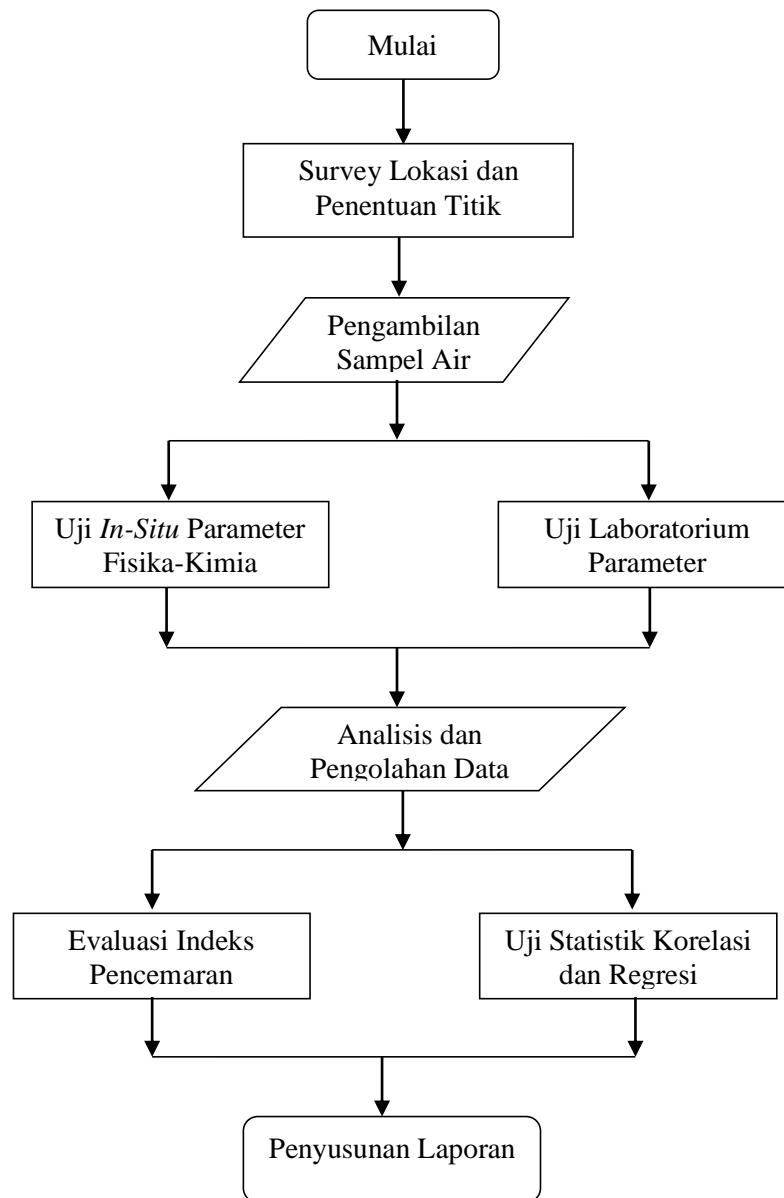 Mulai
Survey Lokasi dan
Penentuan Titik
Pengambilan
Sampel Air
Uji In-Situ Parameter
Fisika-Kimia
Uji Laboratorium
Parameter
Analisis dan
Pengolahan Data
Evaluasi Indeks
Pencemaran
Uji Statistik Korelasi
dan Regresi
Penyusunan Laporan